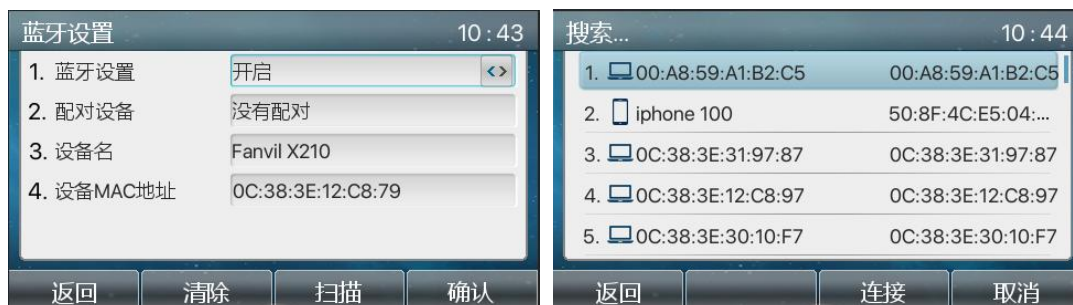 蓝牙设置 10:43
1. 蓝牙设置 开启 <>
2. 配对设备 没有配对
3. 设备名 Fanvil X210
4. 设备MAC地址 0C:38:3E:12:C8:79
返回 清除 扫描 确认
搜索... 10:44
1. 00:A8:59:A1:B2:C5 00:A8:59:A1:B2:C5
2. iphone 100 50:8F:4C:E5:04:...
3. 0C:38:3E:31:97:87 0C:38:3E:31:97:87
4. 0C:38:3E:12:C8:97 0C:38:3E:12:C8:97
5. 0C:38:3E:30:10:F7 0C:38:3E:30:10:F7
返回 连接 取消